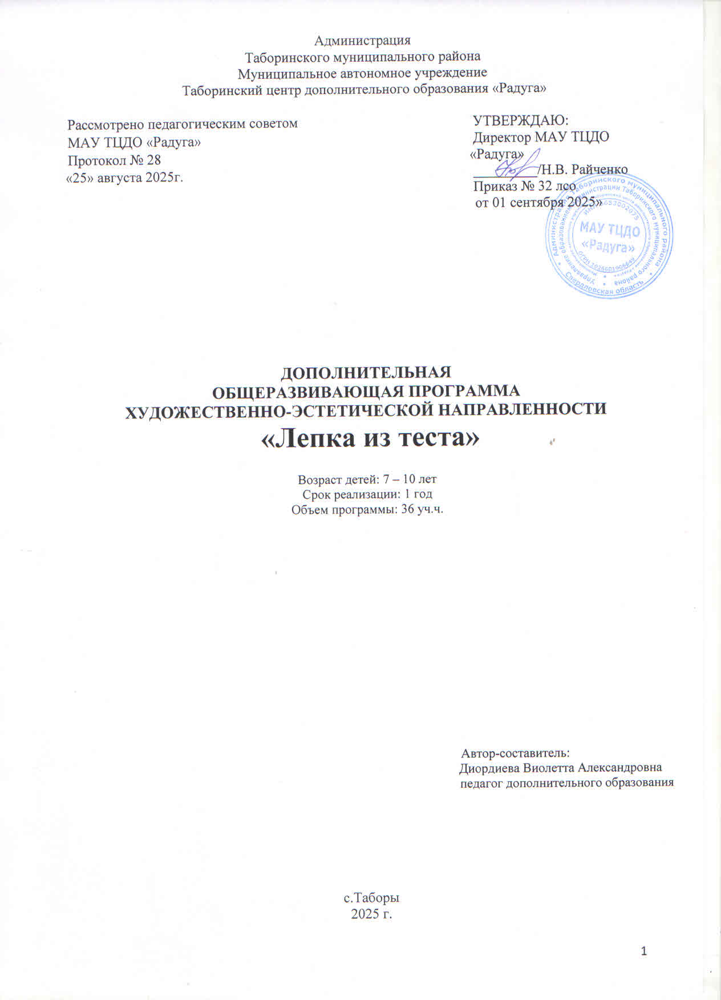 Администрация
Таборинского муниципального района
Муниципальное автономное учреждение
Таборинский центр дополнительного образования «Радуга»
Рассмотрено педагогическим советом
МАУ ТЦДО «Радуга»
Протокол № 28
«25» августа 2025г.
УТВЕРЖДАЮ:
Директор МАУ ТЦДО
«Радуга»
_________/Н.В. Райченко
Приказ № 32 лсо
от 01 сентября 2025»
Администрация Таборинского муниципального района
Свердловская область
МАУ ТЦДО
«Радуга»
ОГРН 1026601906649
ДОПОЛНИТЕЛЬНАЯ
ОБЩЕРАЗВИВАЮЩАЯ ПРОГРАММА
ХУДОЖЕСТВЕННО-ЭСТЕТИЧЕСКОЙ НАПРАВЛЕННОСТИ
«Лепка из теста»
Возраст детей: 7 – 10 лет
Срок реализации: 1 год
Объем программы: 36 уч.ч.
Автор-составитель:
Диордиева Виолетта Александровна
педагог дополнительного образования
с.Таборы
2025 г.
1